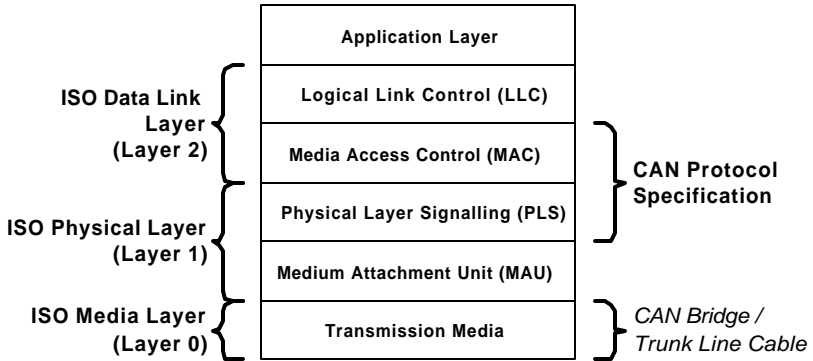 Application Layer
ISO Data Link
Layer
(Layer 2)
Logical Link Control (LLC)
Media Access Control (MAC)
CAN Protocol
Specification
ISO Physical Layer
(Layer 1)
Physical Layer Signalling (PLS)
Medium Attachment Unit (MAU)
ISO Media Layer
(Layer 0)
Transmission Media
CAN Bridge /
Trunk Line Cable